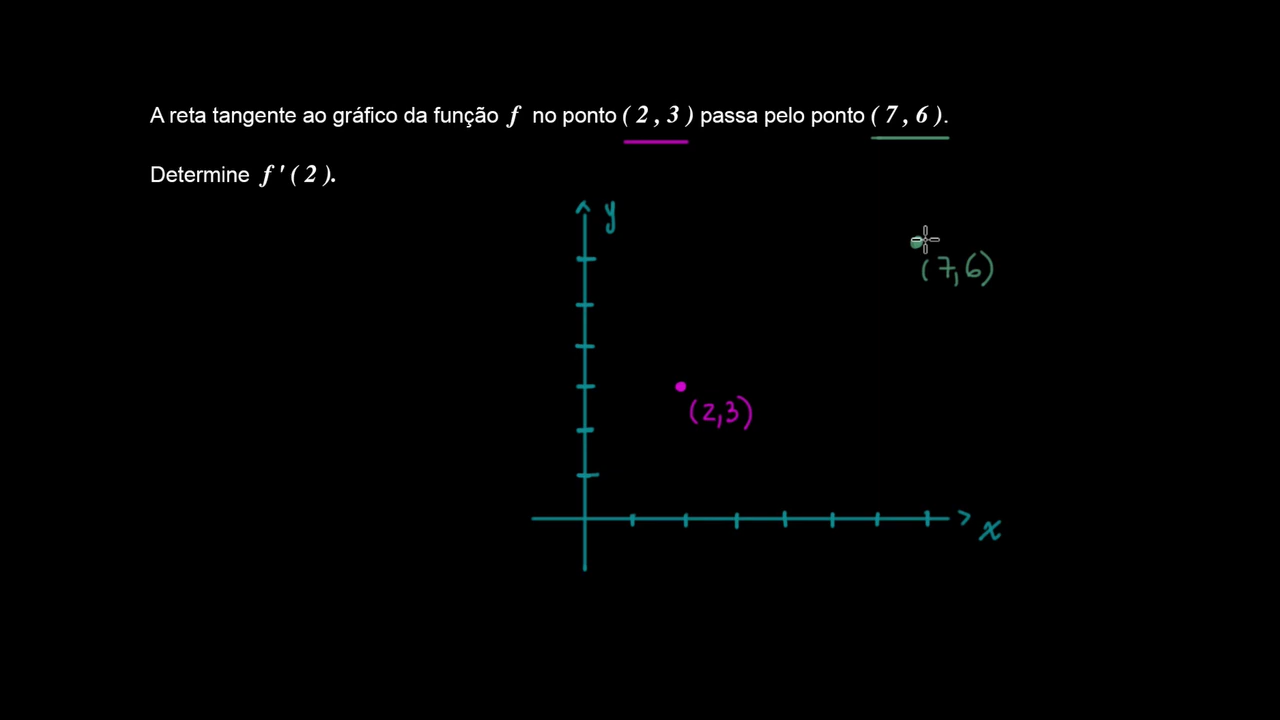 A reta tangente ao gráfico da função f no ponto ( 2 , 3 ) passa pelo ponto ( 7 , 6 ).
Determine f ' ( 2 ).
y
(7,6)
(2,3)
x